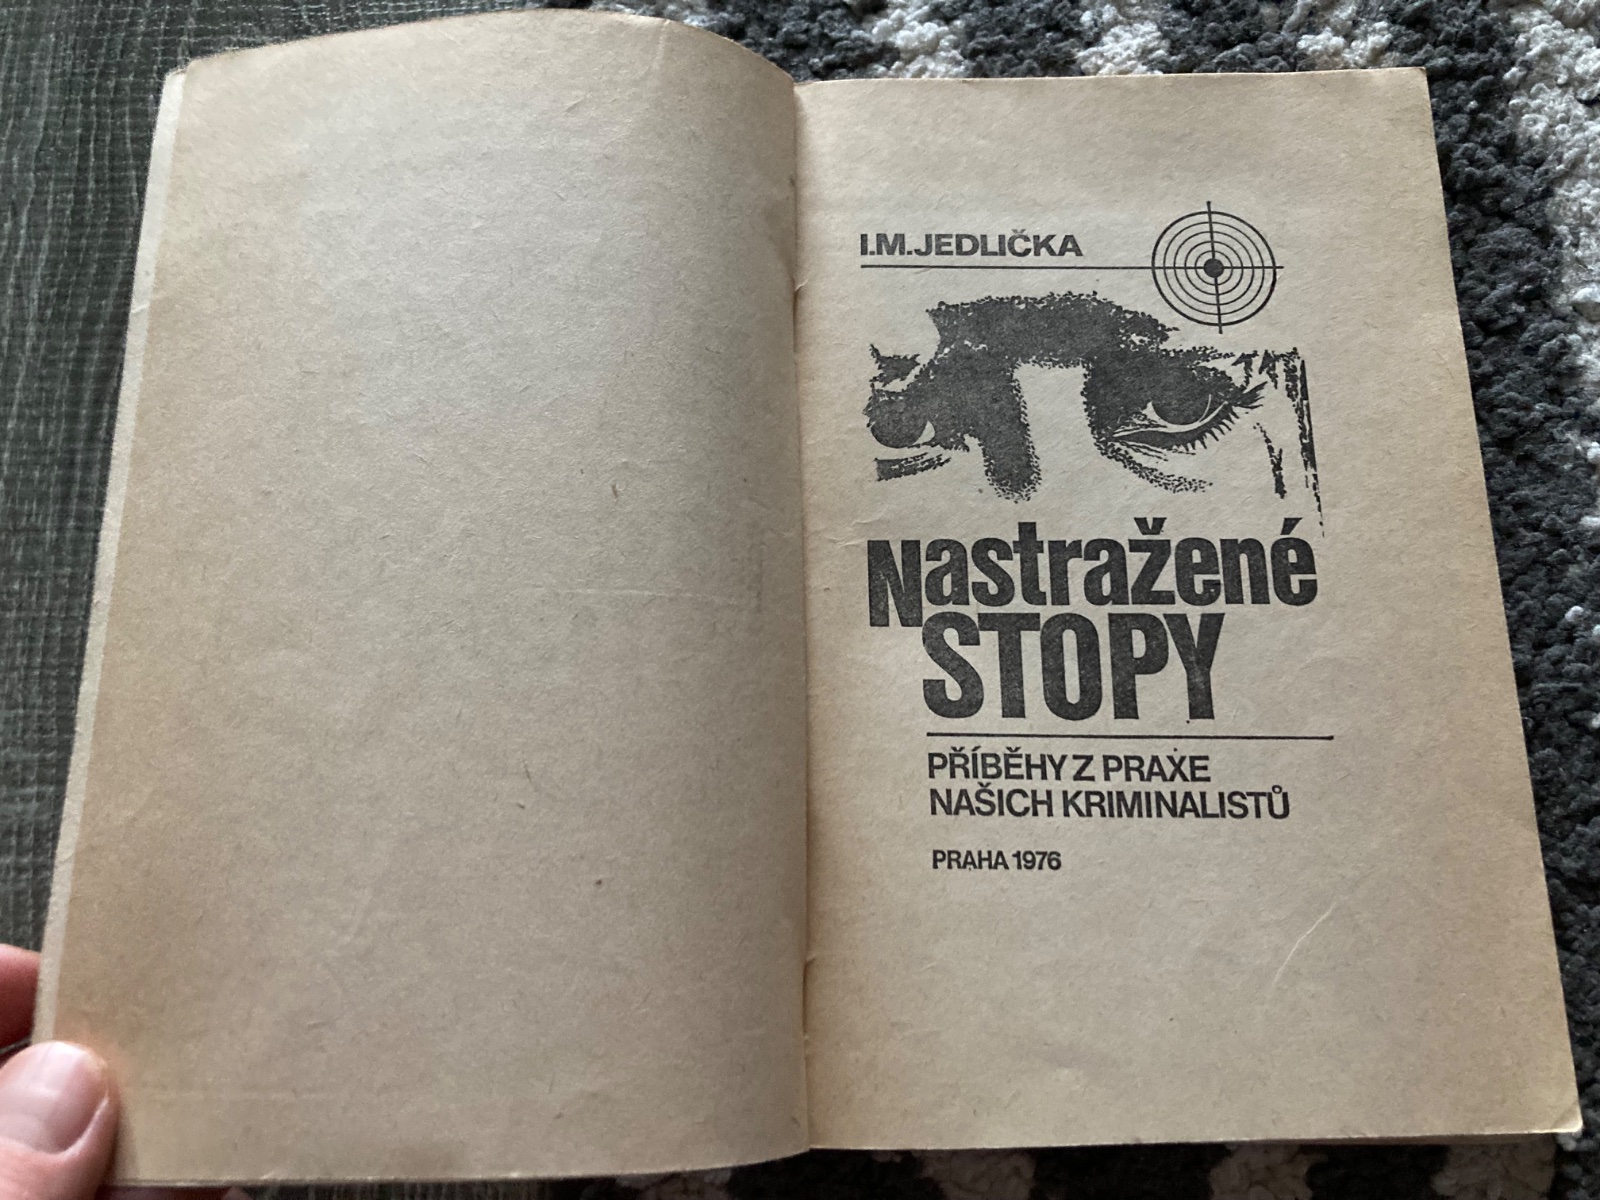 I.M.JEDLIČKA
Nastražené
STOPY
PŘÍBĚHY Z PRAXE
NAŠICH KRIMINALISTŮ
PRAHA 1976